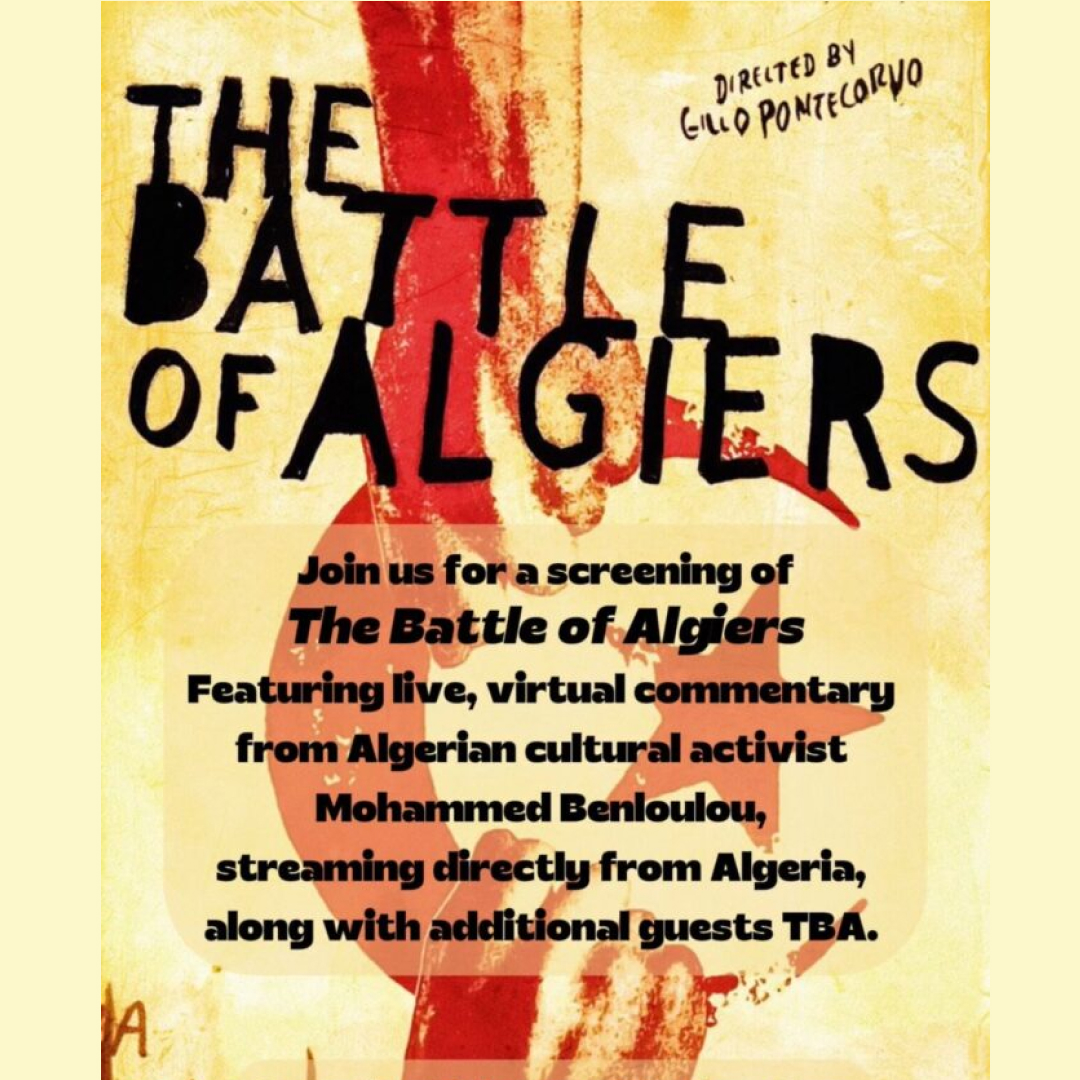 DIRECTED BY
GILLO PONTECORVO
THE
BATTLE
OF ALGIERS
Join us for a screening of
The Battle of Algiers
Featuring live, virtual commentary
from Algerian cultural activist
Mohammed Benloulou,
streaming directly from Algeria,
along with additional guests TBA.